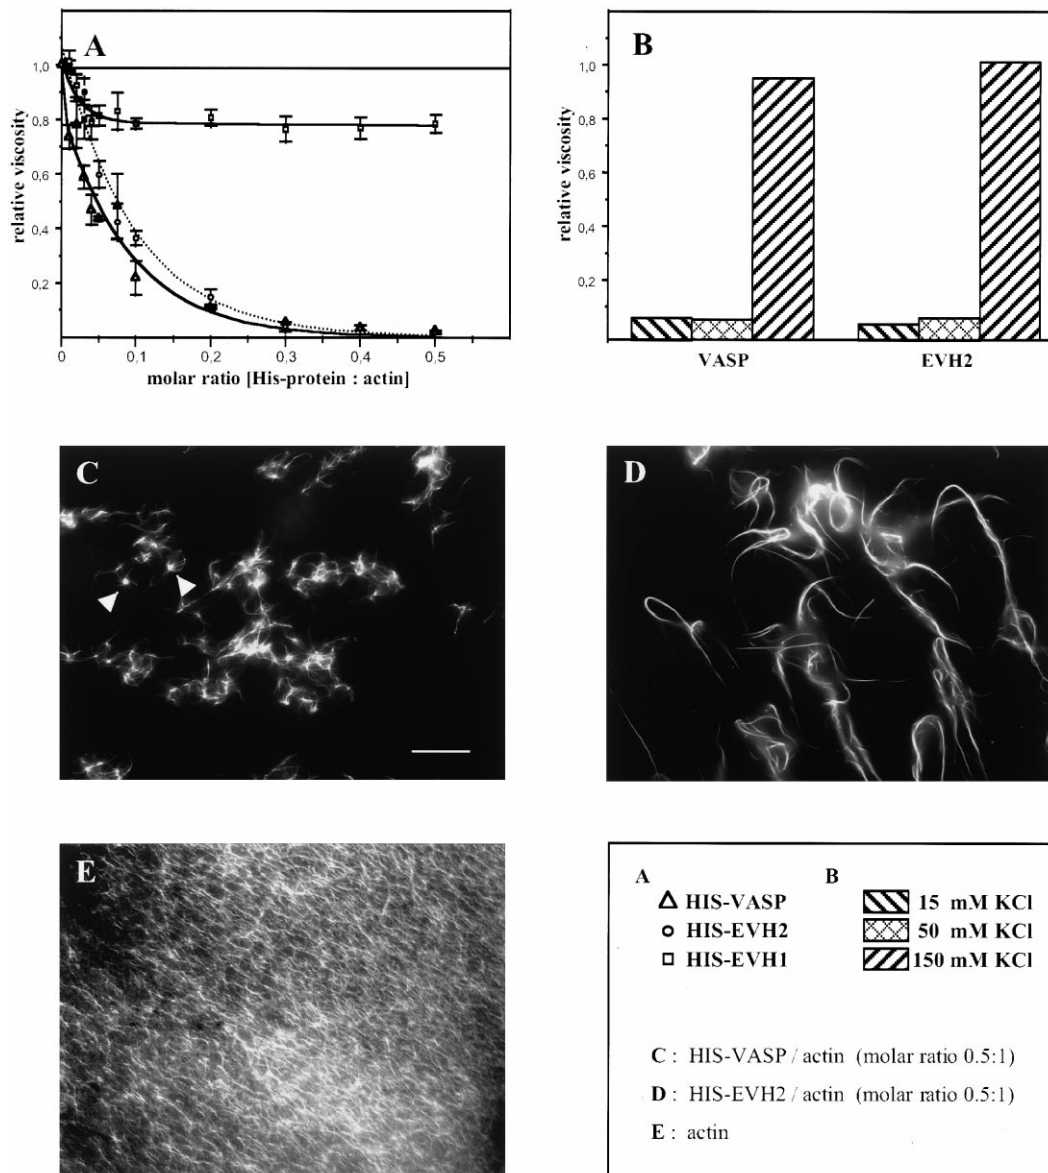 A
relative viscosity
1,0
0,8
0,6
0,4
0,2
0
0,1
0,2
0,3
0,4
0,5
molar ratio [His-protein : actin]
B
relative viscosity
1,0
0,8
0,6
0,4
0,2
VASP
EVH2
C
D
E
A
△ HIS-VASP
○ HIS-EVH2
□ HIS-EVH1
B
15 mM KCl
50 mM KCl
150 mM KCl
C : HIS-VASP / actin (molar ratio 0.5:1)
D : HIS-EVH2 / actin (molar ratio 0.5:1)
E : actin